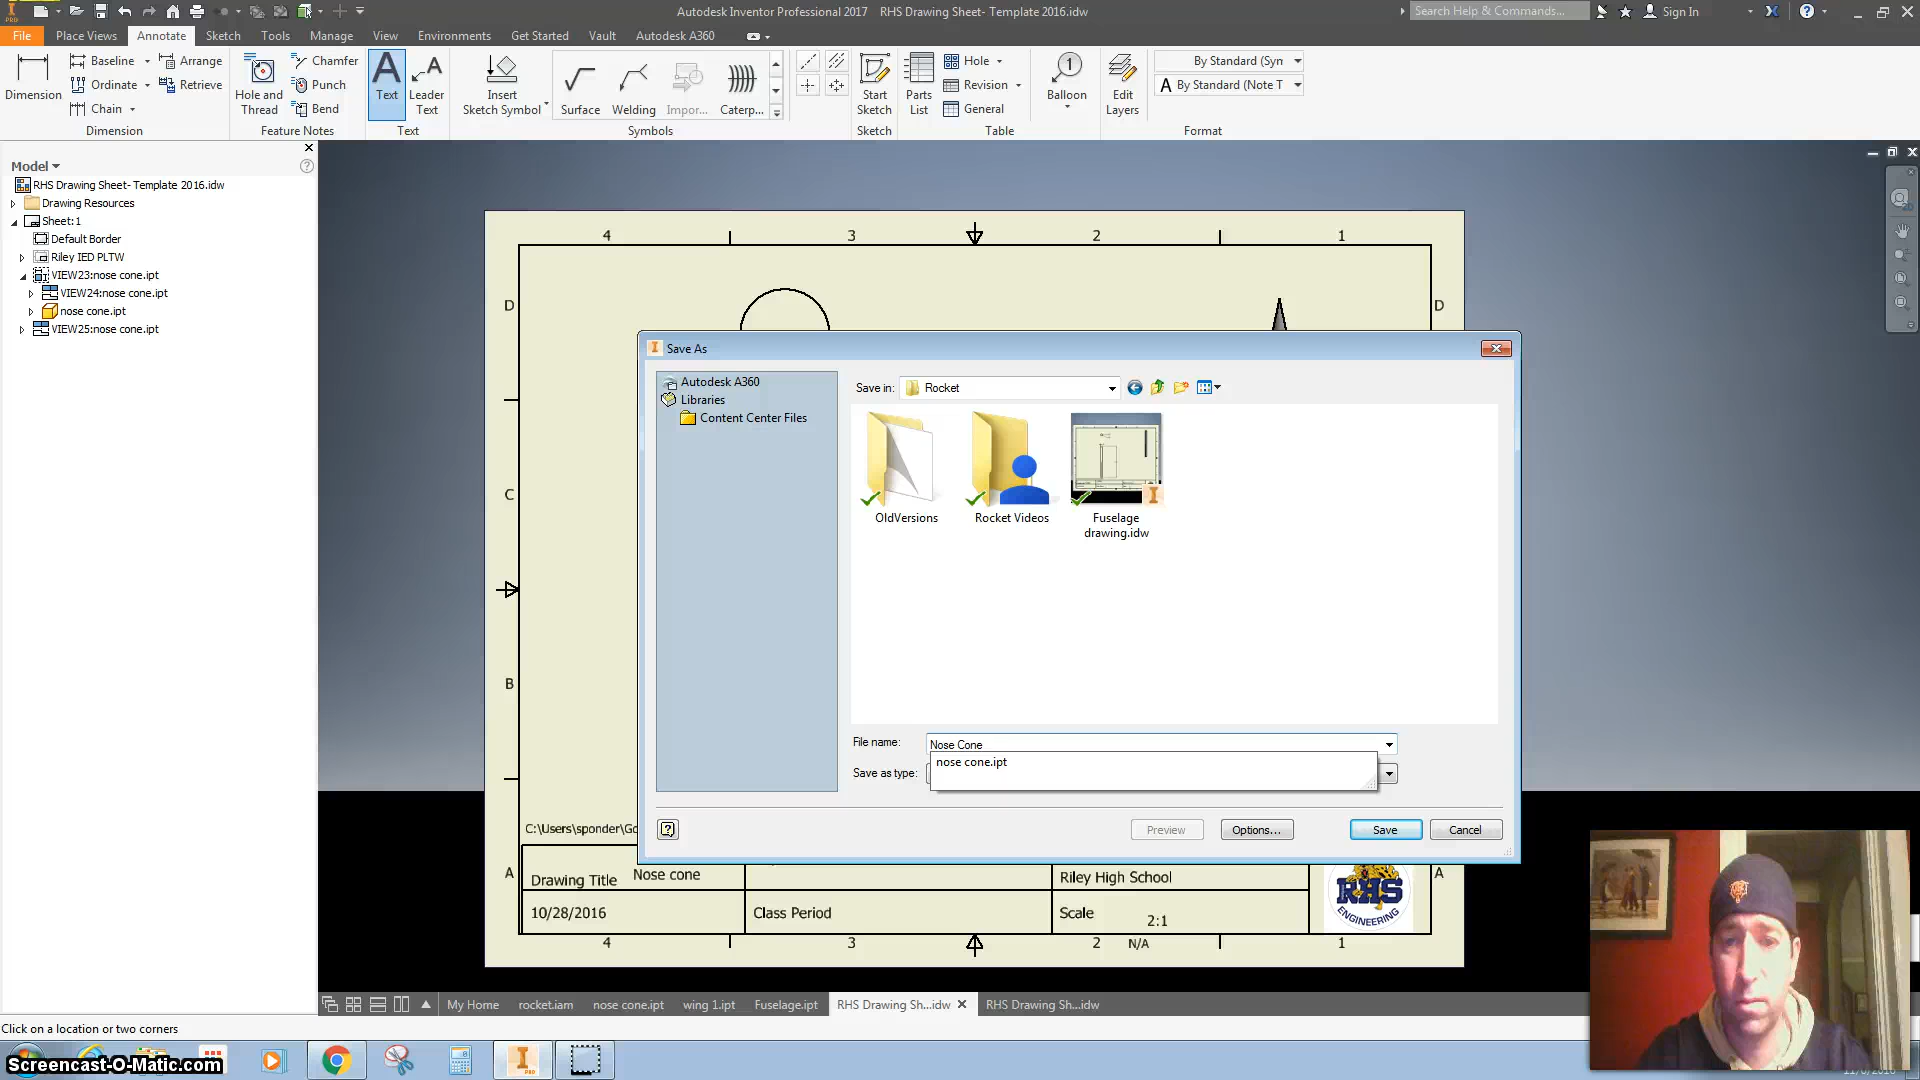 Autodesk Inventor Professional 2017   RHS Drawing Sheet- Template 2016.idw
Search Help & Commands...
Sign In
File
Place Views
Annotate
Sketch
Tools
Manage
View
Environments
Get Started
Vault
Autodesk A360
Dimension
Baseline
Ordinate
Chain
Arrange
Retrieve
Dimension
Hole and Thread
Chamfer
Punch
Bend
Feature Notes
Text
Leader Text
Text
Insert Sketch Symbol
Surface
Welding
Impor...
Caterp...
Symbols
Start Sketch
Sketch
Parts List
Hole
Revision
General
Table
Balloon
Edit Layers
By Standard (Syn
By Standard (Note T
Format
Model
RHS Drawing Sheet- Template 2016.idw
Drawing Resources
Sheet:1
Default Border
Riley IED PLTW
VIEW23:nose cone.ipt
VIEW24:nose cone.ipt
nose cone.ipt
VIEW25:nose cone.ipt
4 3 2 1
D D
C
B
A A
Save As
Autodesk A360
Libraries
Content Center Files
Save in: Rocket
OldVersions
Rocket Videos
Fuselage drawing.idw
File name: Nose Cone
nose cone.ipt
Save as type:
Preview
Options...
Save
Cancel
C:\Users\sponder\Go
Drawing Title Nose cone
Riley High School
10/28/2016
Class Period
Scale 2:1
RHS
ENGINEERING
4 3 2 N/A 1
My Home
rocket.iam
nose cone.ipt
wing 1.ipt
Fuselage.ipt
RHS Drawing Sh...idw
RHS Drawing Sh...idw
Click on a location or two corners
Screencast-O-Matic.com